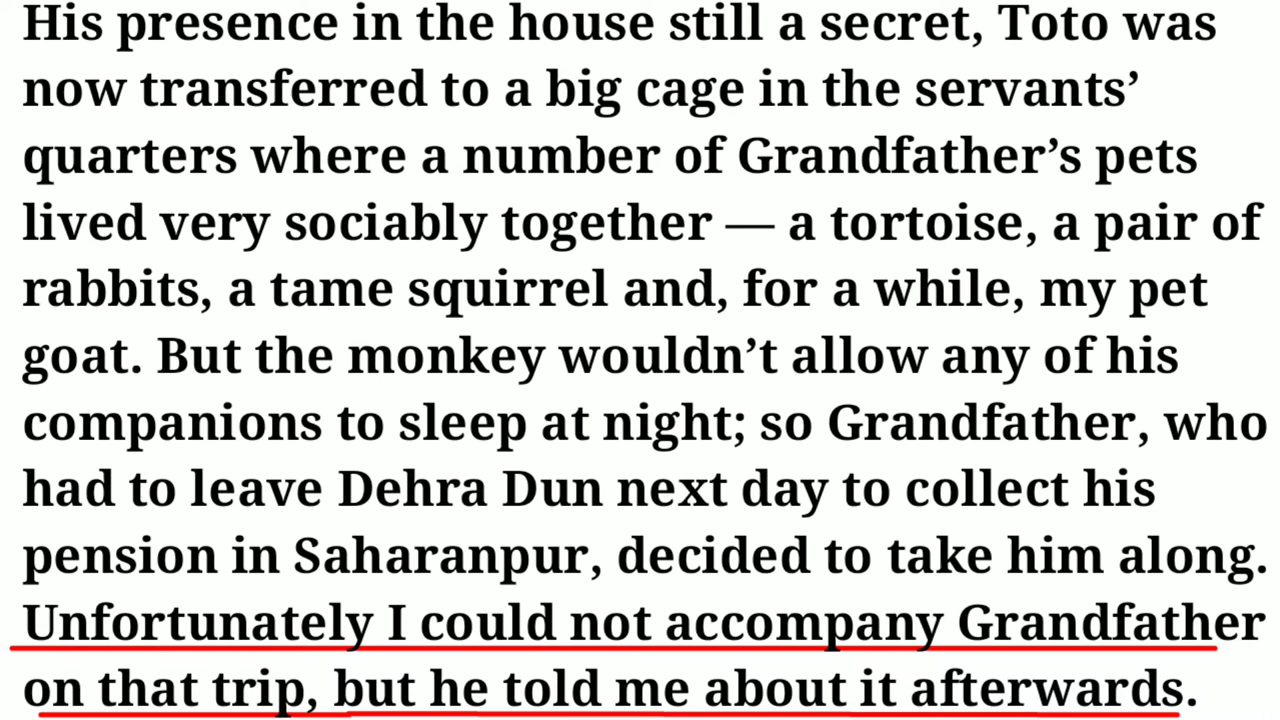 His presence in the house still a secret, Toto was
now transferred to a big cage in the servants’
quarters where a number of Grandfather’s pets
lived very sociably together — a tortoise, a pair of
rabbits, a tame squirrel and, for a while, my pet
goat. But the monkey wouldn’t allow any of his
companions to sleep at night; so Grandfather, who
had to leave Dehra Dun next day to collect his
pension in Saharanpur, decided to take him along.
Unfortunately I could not accompany Grandfather
on that trip, but he told me about it afterwards.